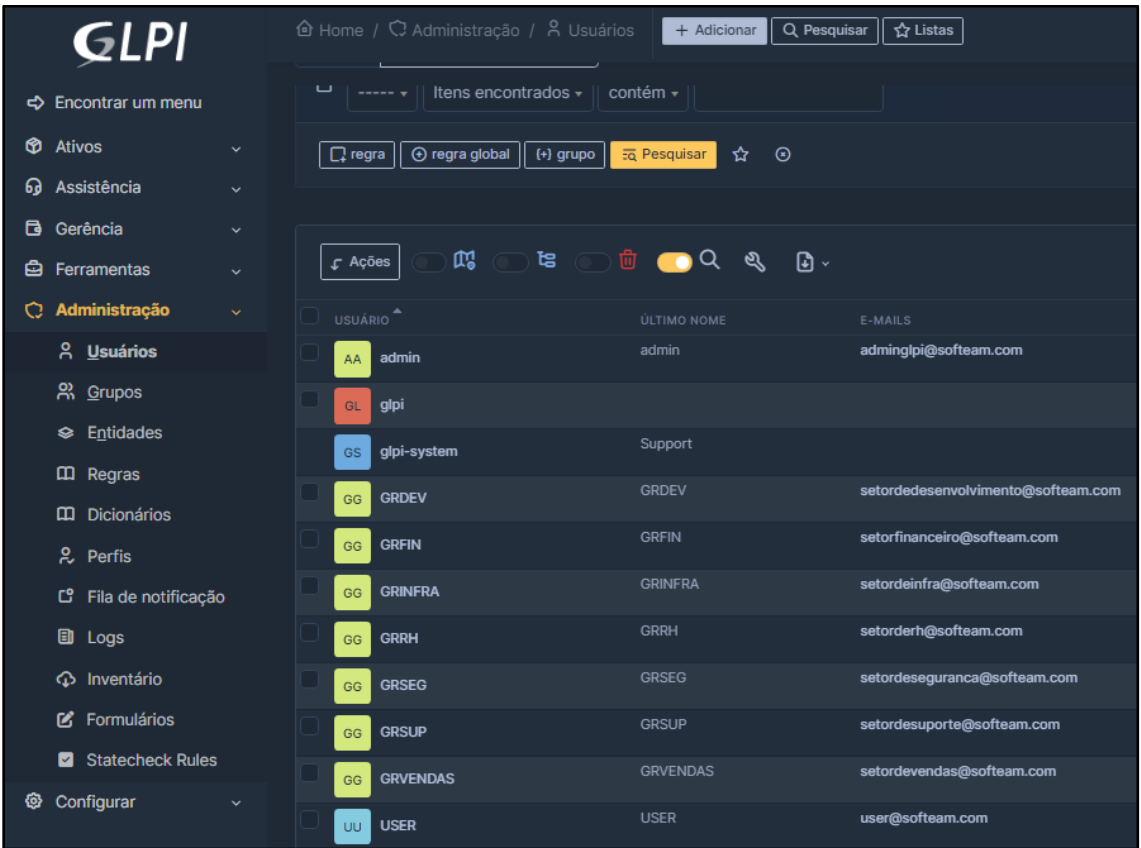 GLPI
Home / Administração / Usuários + Adicionar Pesquisar Listas
Encontrar um menu
Ativos
Assistência
Gerência
Ferramentas
Administração
Usuários
Grupos
Entidades
Regras
Dicionários
Perfis
Fila de notificação
Logs
Inventário
Formulários
Statecheck Rules
Configurar
----- Itens encontrados contém
regra regra global {+} grupo Pesquisar
Ações
USUÁRIO ÚLTIMO NOME E-MAILS
AA admin admin adminglpi@softeam.com
GL glpi
GS glpi-system Support
GG GRDEV GRDEV setordedesenvolvimento@softeam.com
GG GRFIN GRFIN setorfinanceiro@softeam.com
GG GRINFRA GRINFRA setordeinfra@softeam.com
GG GRRH GRRH setorderh@softeam.com
GG GRSEG GRSEG setordeseguranca@softeam.com
GG GRSUP GRSUP setordesuporte@softeam.com
GG GRVENDAS GRVENDAS setordevendas@softeam.com
UU USER USER user@softeam.com